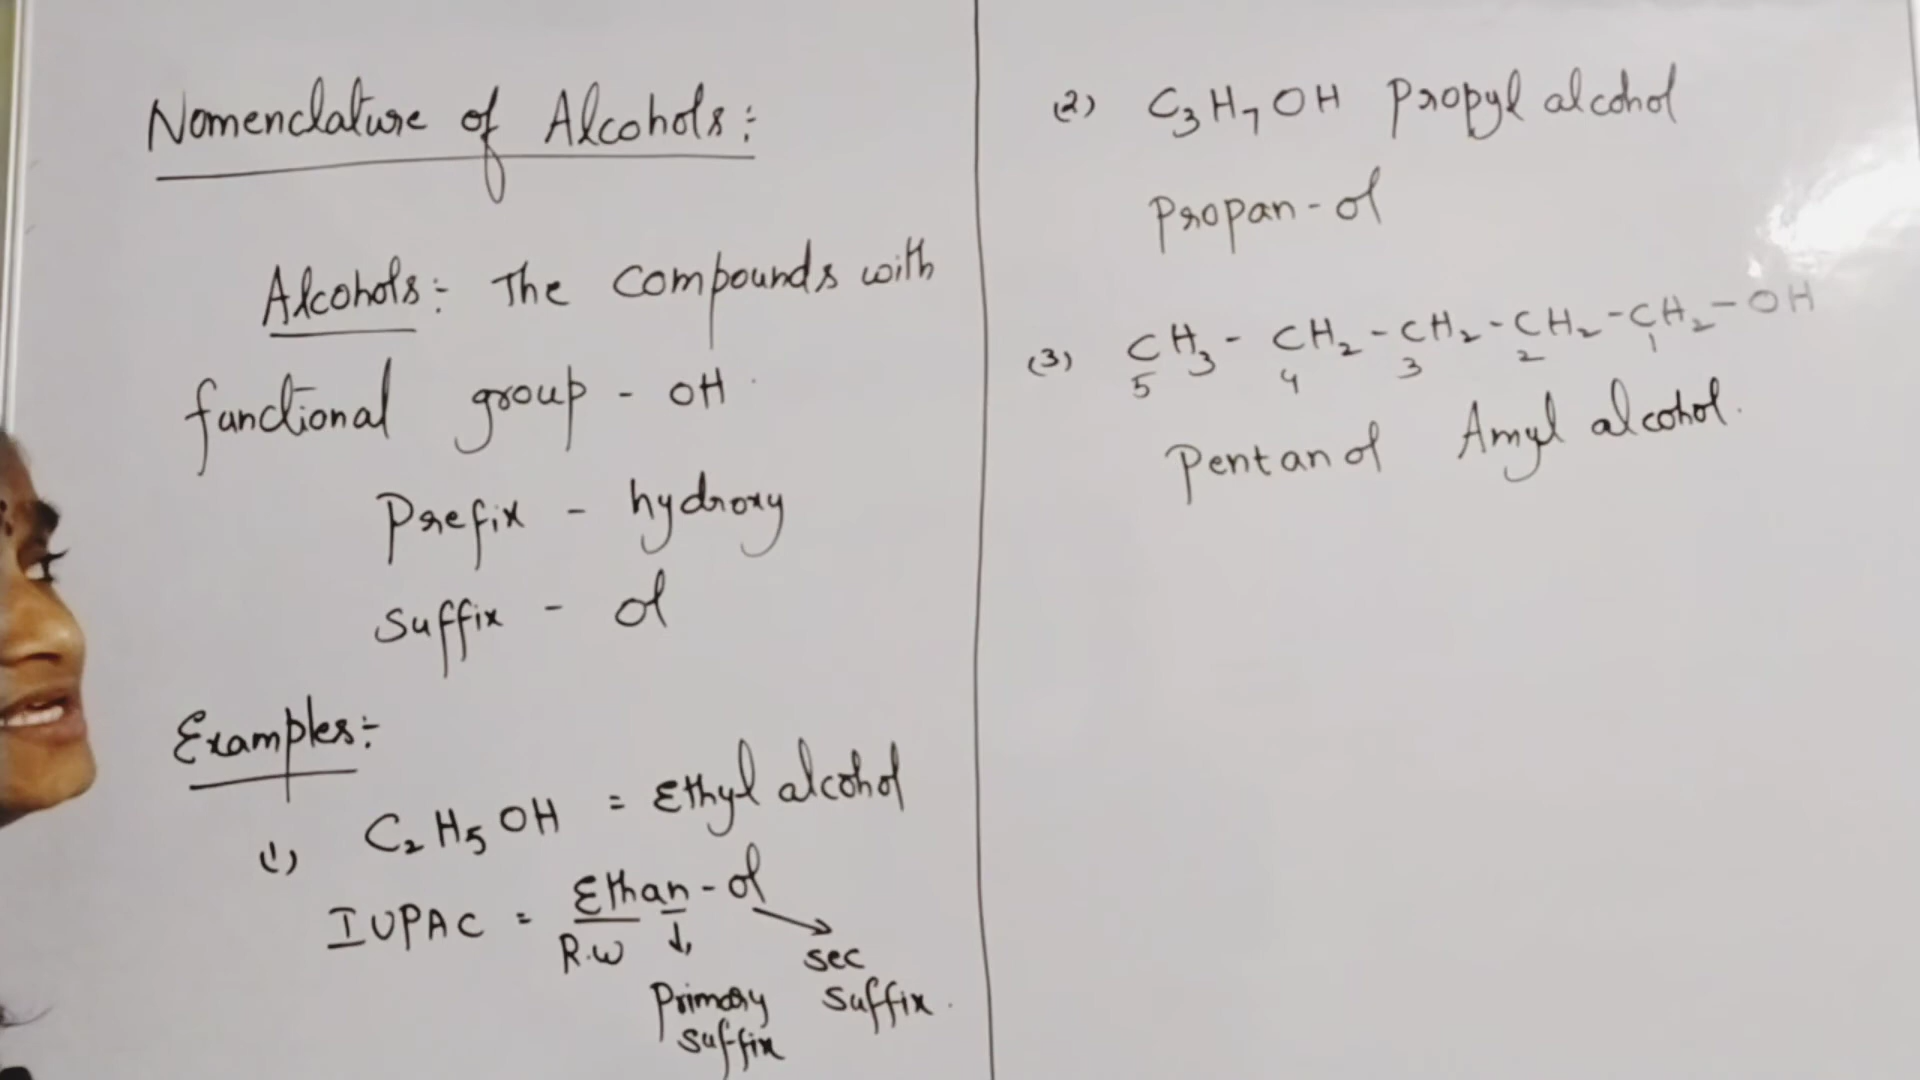 Nomenclature of Alcohols:
Alcohols:- The compounds with
functional group - OH
Prefix - hydroxy
suffix - ol
Examples:-
(1) C₂H₅OH = Ethyl alcohol
IUPAC = Ethan-ol
R.W ↓ sec
Primary suffix
suffix
(2) C₃H₇OH Propyl alcohol
Propan-ol
(3) CH₃-CH₂-CH₂-CH₂-CH₂-OH
5 4 3 2 1
Pentanol Amyl alcohol.